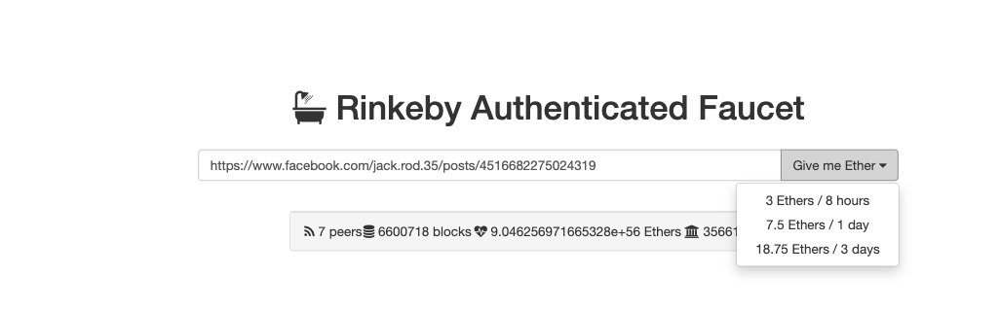 Rinkeby Authenticated Faucet
https://www.facebook.com/jack.rod.35/posts/4516682275024319 Give me Ether
3 Ethers / 8 hours
7.5 Ethers / 1 day
18.75 Ethers / 3 days
7 peers 6600718 blocks 9.046256971665328e+56 Ethers 35661